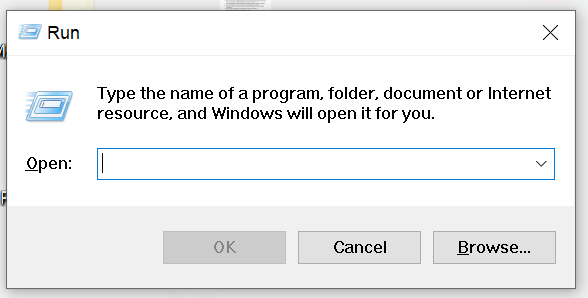 Run
Type the name of a program, folder, document or Internet
resource, and Windows will open it for you.
Open:
OK
Cancel
Browse...